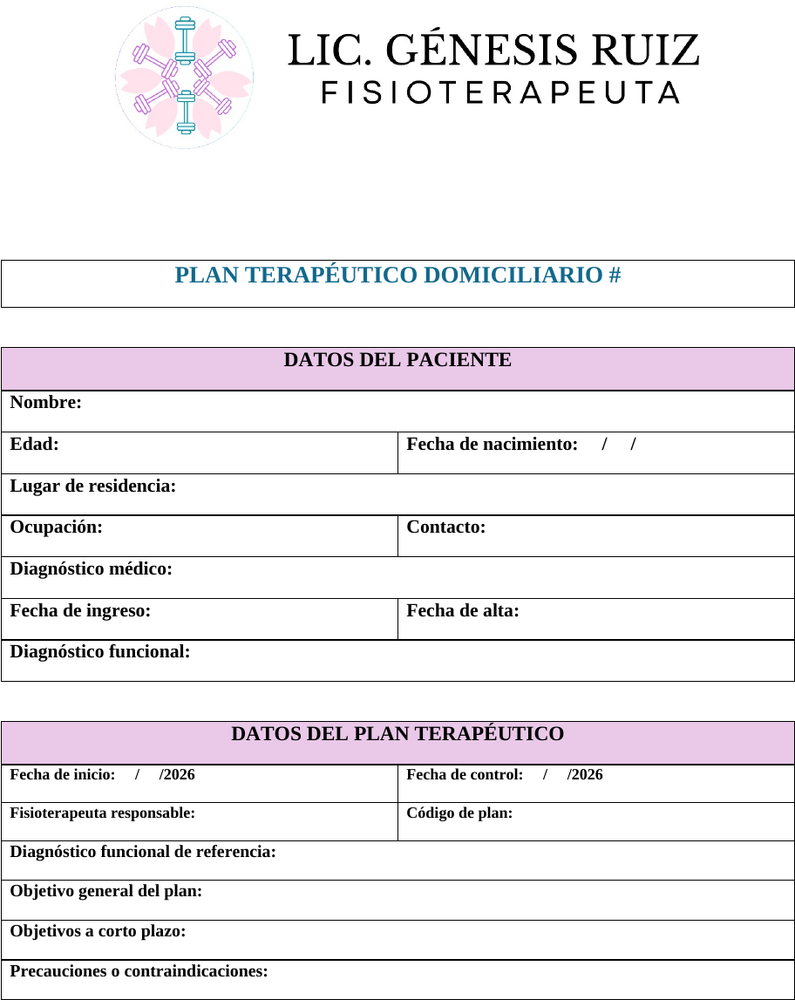 LIC. GÉNESIS RUIZ
FISIOTERAPEUTA
PLAN TERAPÉUTICO DOMICILIARIO #
DATOS DEL PACIENTE
Nombre:
Edad:
Fecha de nacimiento: / /
Lugar de residencia:
Ocupación:
Contacto:
Diagnóstico médico:
Fecha de ingreso:
Fecha de alta:
Diagnóstico funcional:
DATOS DEL PLAN TERAPÉUTICO
Fecha de inicio: / /2026
Fecha de control: / /2026
Fisioterapeuta responsable:
Código de plan:
Diagnóstico funcional de referencia:
Objetivo general del plan:
Objetivos a corto plazo:
Precauciones o contraindicaciones: